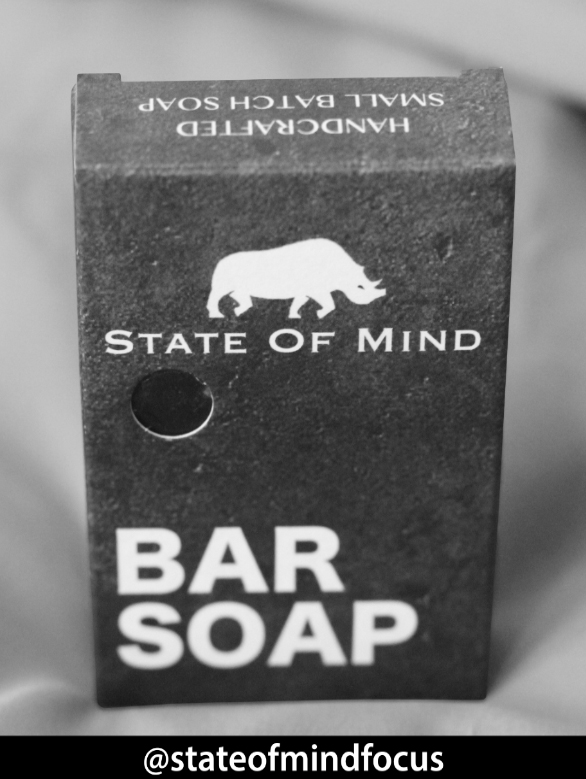 HANDCRAFTED
SMALL BATCH SOAP
STATE OF MIND
BAR
SOAP
@stateofmindfocus